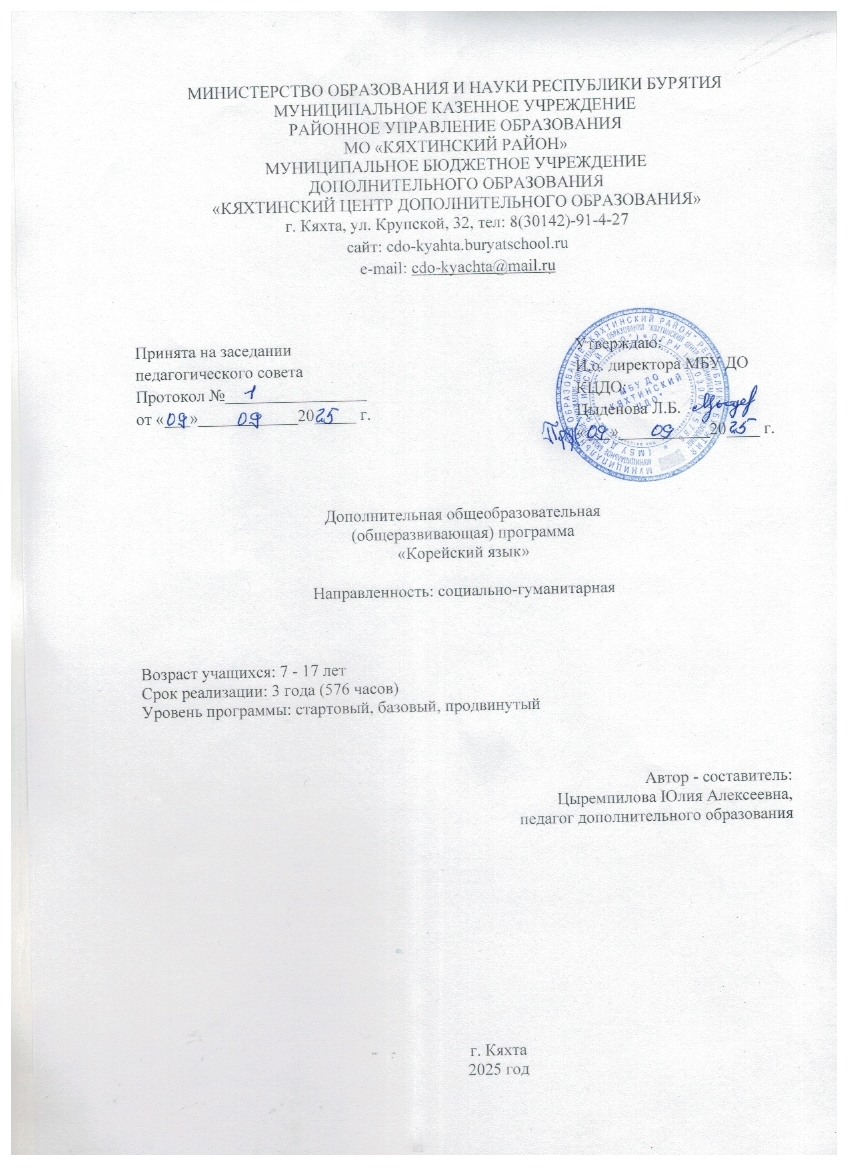 МИНИСТЕРСТВО ОБРАЗОВАНИЯ И НАУКИ РЕСПУБЛИКИ БУРЯТИЯ
МУНИЦИПАЛЬНОЕ КАЗЕННОЕ УЧРЕЖДЕНИЕ
РАЙОННОЕ УПРАВЛЕНИЕ ОБРАЗОВАНИЯ
МО «КЯХТИНСКИЙ РАЙОН»
МУНИЦИПАЛЬНОЕ БЮДЖЕТНОЕ УЧРЕЖДЕНИЕ
ДОПОЛНИТЕЛЬНОГО ОБРАЗОВАНИЯ
«КЯХТИНСКИЙ ЦЕНТР ДОПОЛНИТЕЛЬНОГО ОБРАЗОВАНИЯ»
г. Кяхта, ул. Крупской, 32, тел: 8(30142)-91-4-27
сайт: cdo-kyahta.buryatschool.ru
e-mail: cdo-kyachta@mail.ru
Принята на заседании
педагогического совета
Протокол № 1
от «09» 09 2025 г.
Утверждаю:
И.о. директора МБУ ДО
КЦДО:
Цыденова Л.Б.
«09» 09 2025 г.
МБУ ДО
"КЯХТИНСКИЙ
ЦДО"
Дополнительная общеобразовательная
(общеразвивающая) программа
«Корейский язык»
Направленность: социально-гуманитарная
Возраст учащихся: 7 - 17 лет
Срок реализации: 3 года (576 часов)
Уровень программы: стартовый, базовый, продвинутый
Автор - составитель:
Цыремпилова Юлия Алексеевна,
педагог дополнительного образования
г. Кяхта
2025 год